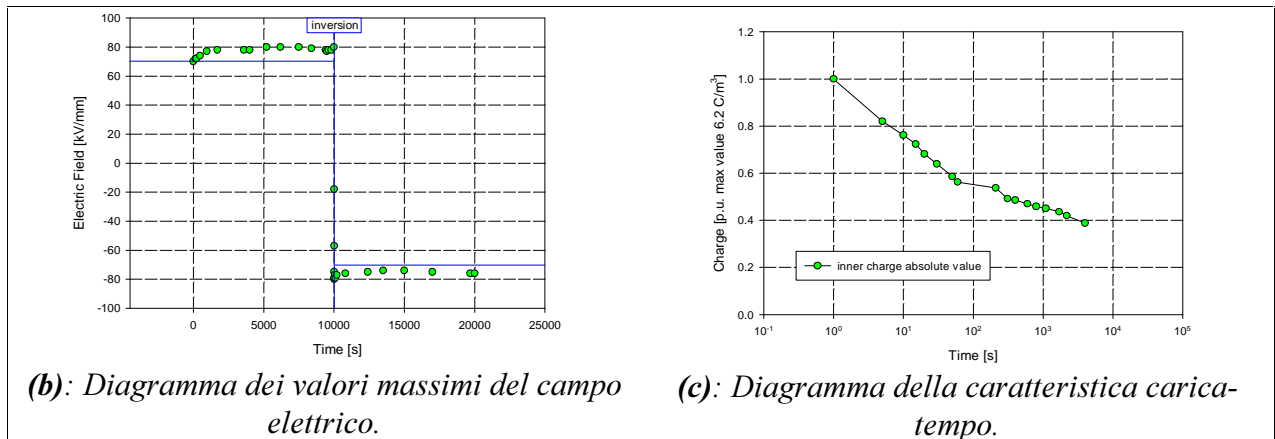 inversion
100
80
60
40
20
0
-20
-40
-60
-80
-100
Electric Field [kV/mm]
0 5000 10000 15000 20000 25000
Time [s]
(b): Diagramma dei valori massimi del campo
elettrico.
1.2
1.0
0.8
0.6
0.4
0.2
0.0
Charge [p.u. max value 6.2 C/m³]
inner charge absolute value
10⁻¹ 10⁰ 10¹ 10² 10³ 10⁴ 10⁵
Time [s]
(c): Diagramma della caratteristica carica-
tempo.